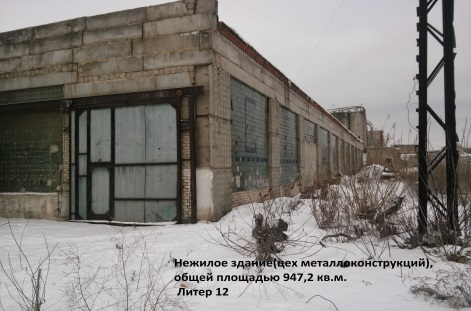 Нежилое здание(цех металлоконструкций),
общей площадью 947,2 кв.м.
Литер 12